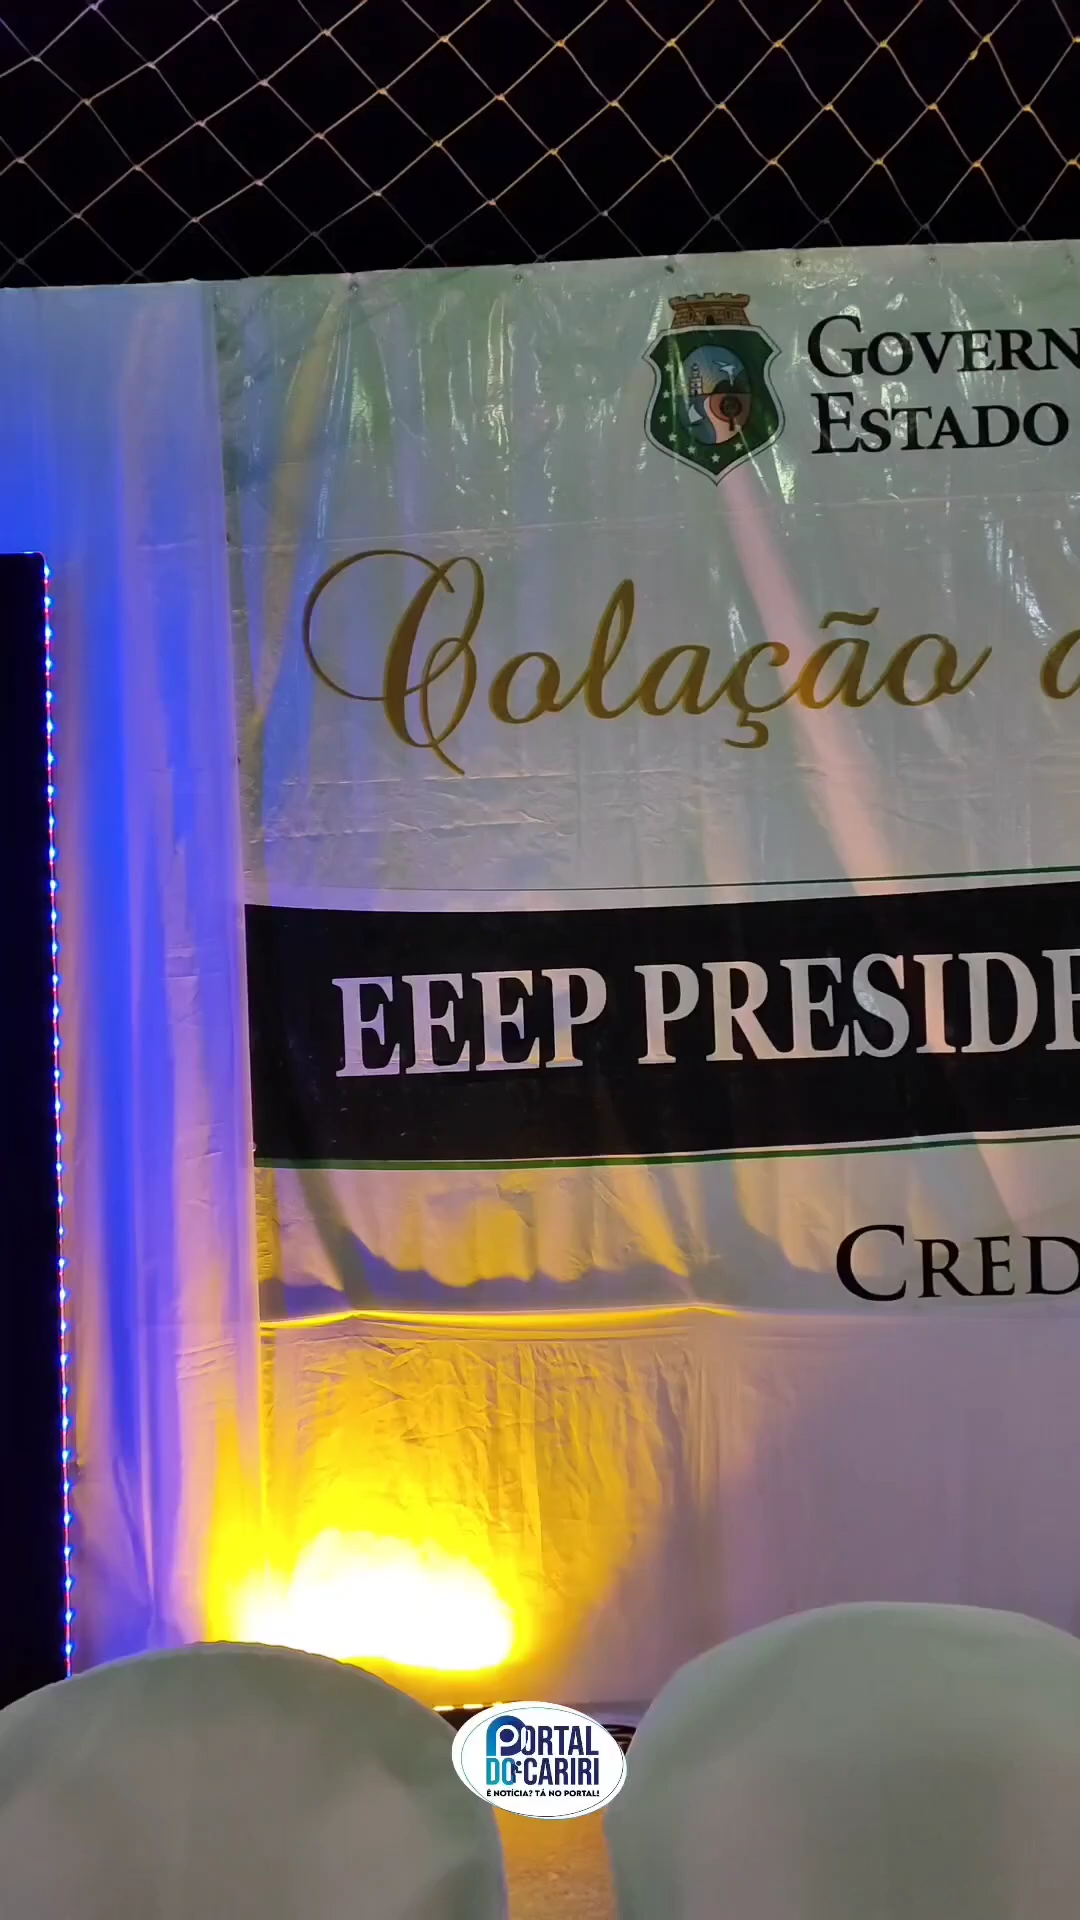 GOVERN
ESTADO
Colação d
EEEP PRESIDE
CRED
PORTAL
DO CARIRI
É NOTÍCIA? TÁ NO PORTAL!